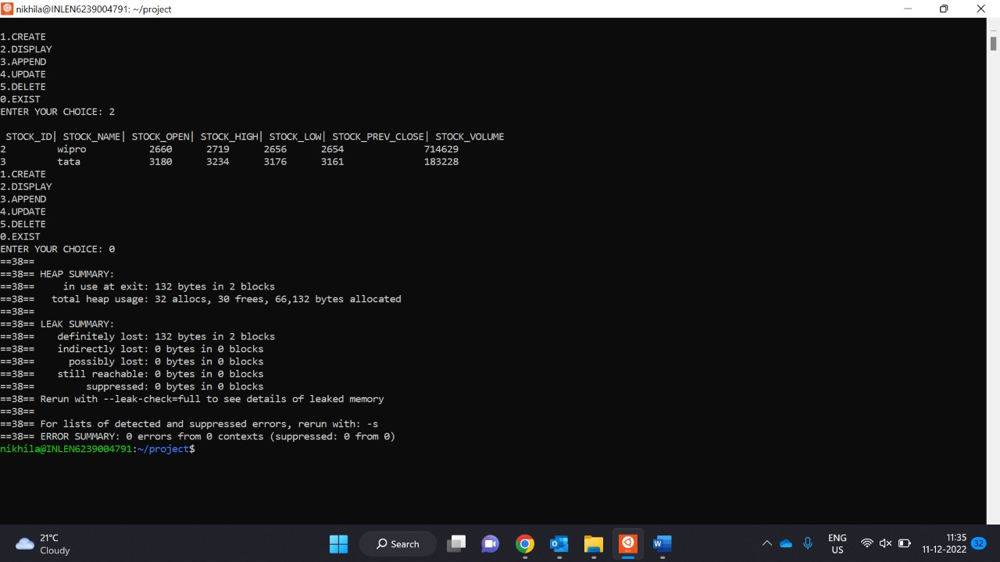 nikhila@INLEN6239004791: ~/project
1.CREATE
2.DISPLAY
3.APPEND
4.UPDATE
5.DELETE
0.EXIST
ENTER YOUR CHOICE: 2
STOCK_ID| STOCK_NAME| STOCK_OPEN| STOCK_HIGH| STOCK_LOW| STOCK_PREV_CLOSE| STOCK_VOLUME
2 wipro 2660 2719 2656 2654 714629
3 tata 3180 3234 3176 3161 183228
1.CREATE
2.DISPLAY
3.APPEND
4.UPDATE
5.DELETE
0.EXIST
ENTER YOUR CHOICE: 0
==38==
==38== HEAP SUMMARY:
==38== in use at exit: 132 bytes in 2 blocks
==38== total heap usage: 32 allocs, 30 frees, 66,132 bytes allocated
==38==
==38== LEAK SUMMARY:
==38== definitely lost: 132 bytes in 2 blocks
==38== indirectly lost: 0 bytes in 0 blocks
==38== possibly lost: 0 bytes in 0 blocks
==38== still reachable: 0 bytes in 0 blocks
==38== suppressed: 0 bytes in 0 blocks
==38== Rerun with --leak-check=full to see details of leaked memory
==38==
==38== For lists of detected and suppressed errors, rerun with: -s
==38== ERROR SUMMARY: 0 errors from 0 contexts (suppressed: 0 from 0)
nikhila@INLEN6239004791:~/project$
21°C
Cloudy
Search
ENG
US
11:35
11-12-2022
32